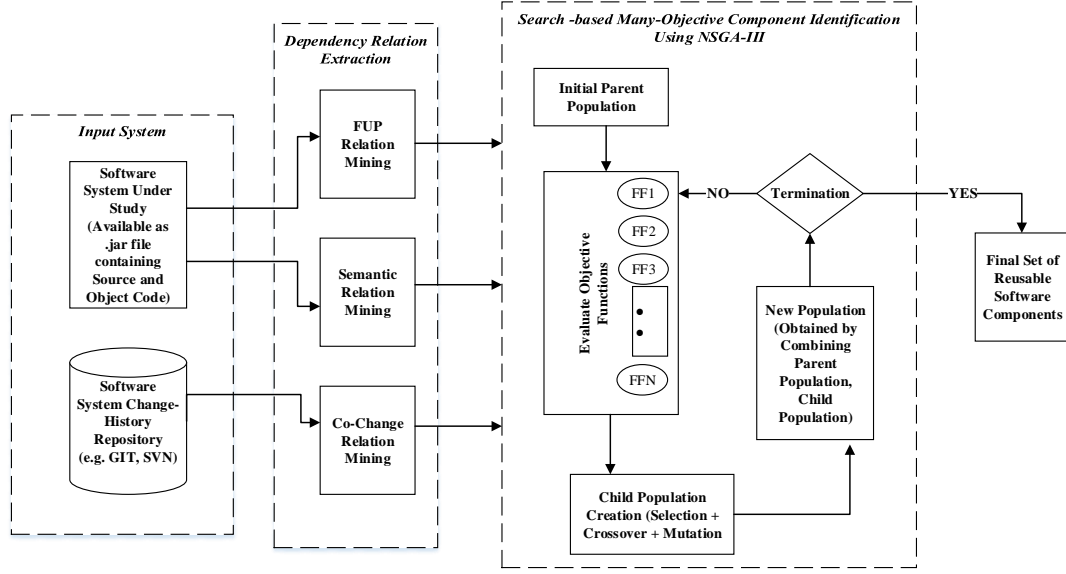 Input System
Software
System Under
Study
(Available as
.jar file
containing
Source and
Object Code)
Software
System Change-
History
Repository
(e.g. GIT, SVN)
Dependency Relation
Extraction
FUP
Relation
Mining
Semantic
Relation
Mining
Co-Change
Relation
Mining
Search -based Many-Objective Component Identification
Using NSGA-III
Initial Parent
Population
Evaluate Objective
Functions
FF1
FF2
FF3
FFN
Child Population
Creation (Selection +
Crossover + Mutation
New Population
(Obtained by
Combining
Parent
Population,
Child
Population)
Termination
NO
YES
Final Set of
Reusable
Software
Components